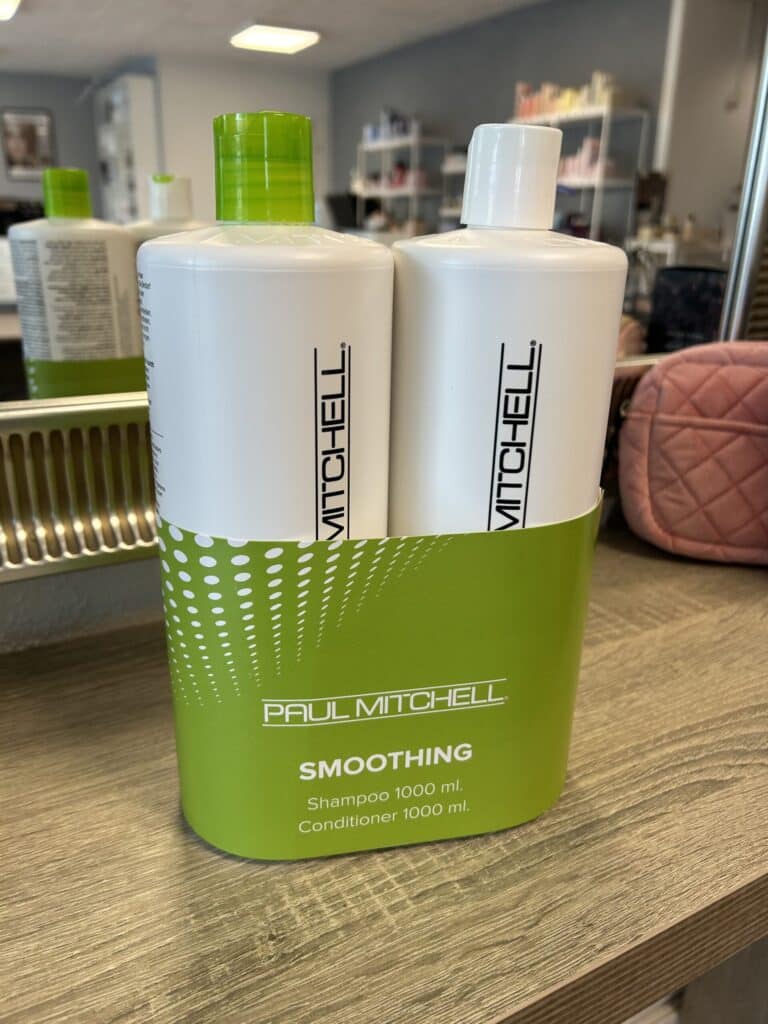 MITCHELL®
MITCHELL®
PAUL MITCHELL®
SMOOTHING
Shampoo 1000 ml.
Conditioner 1000 ml.